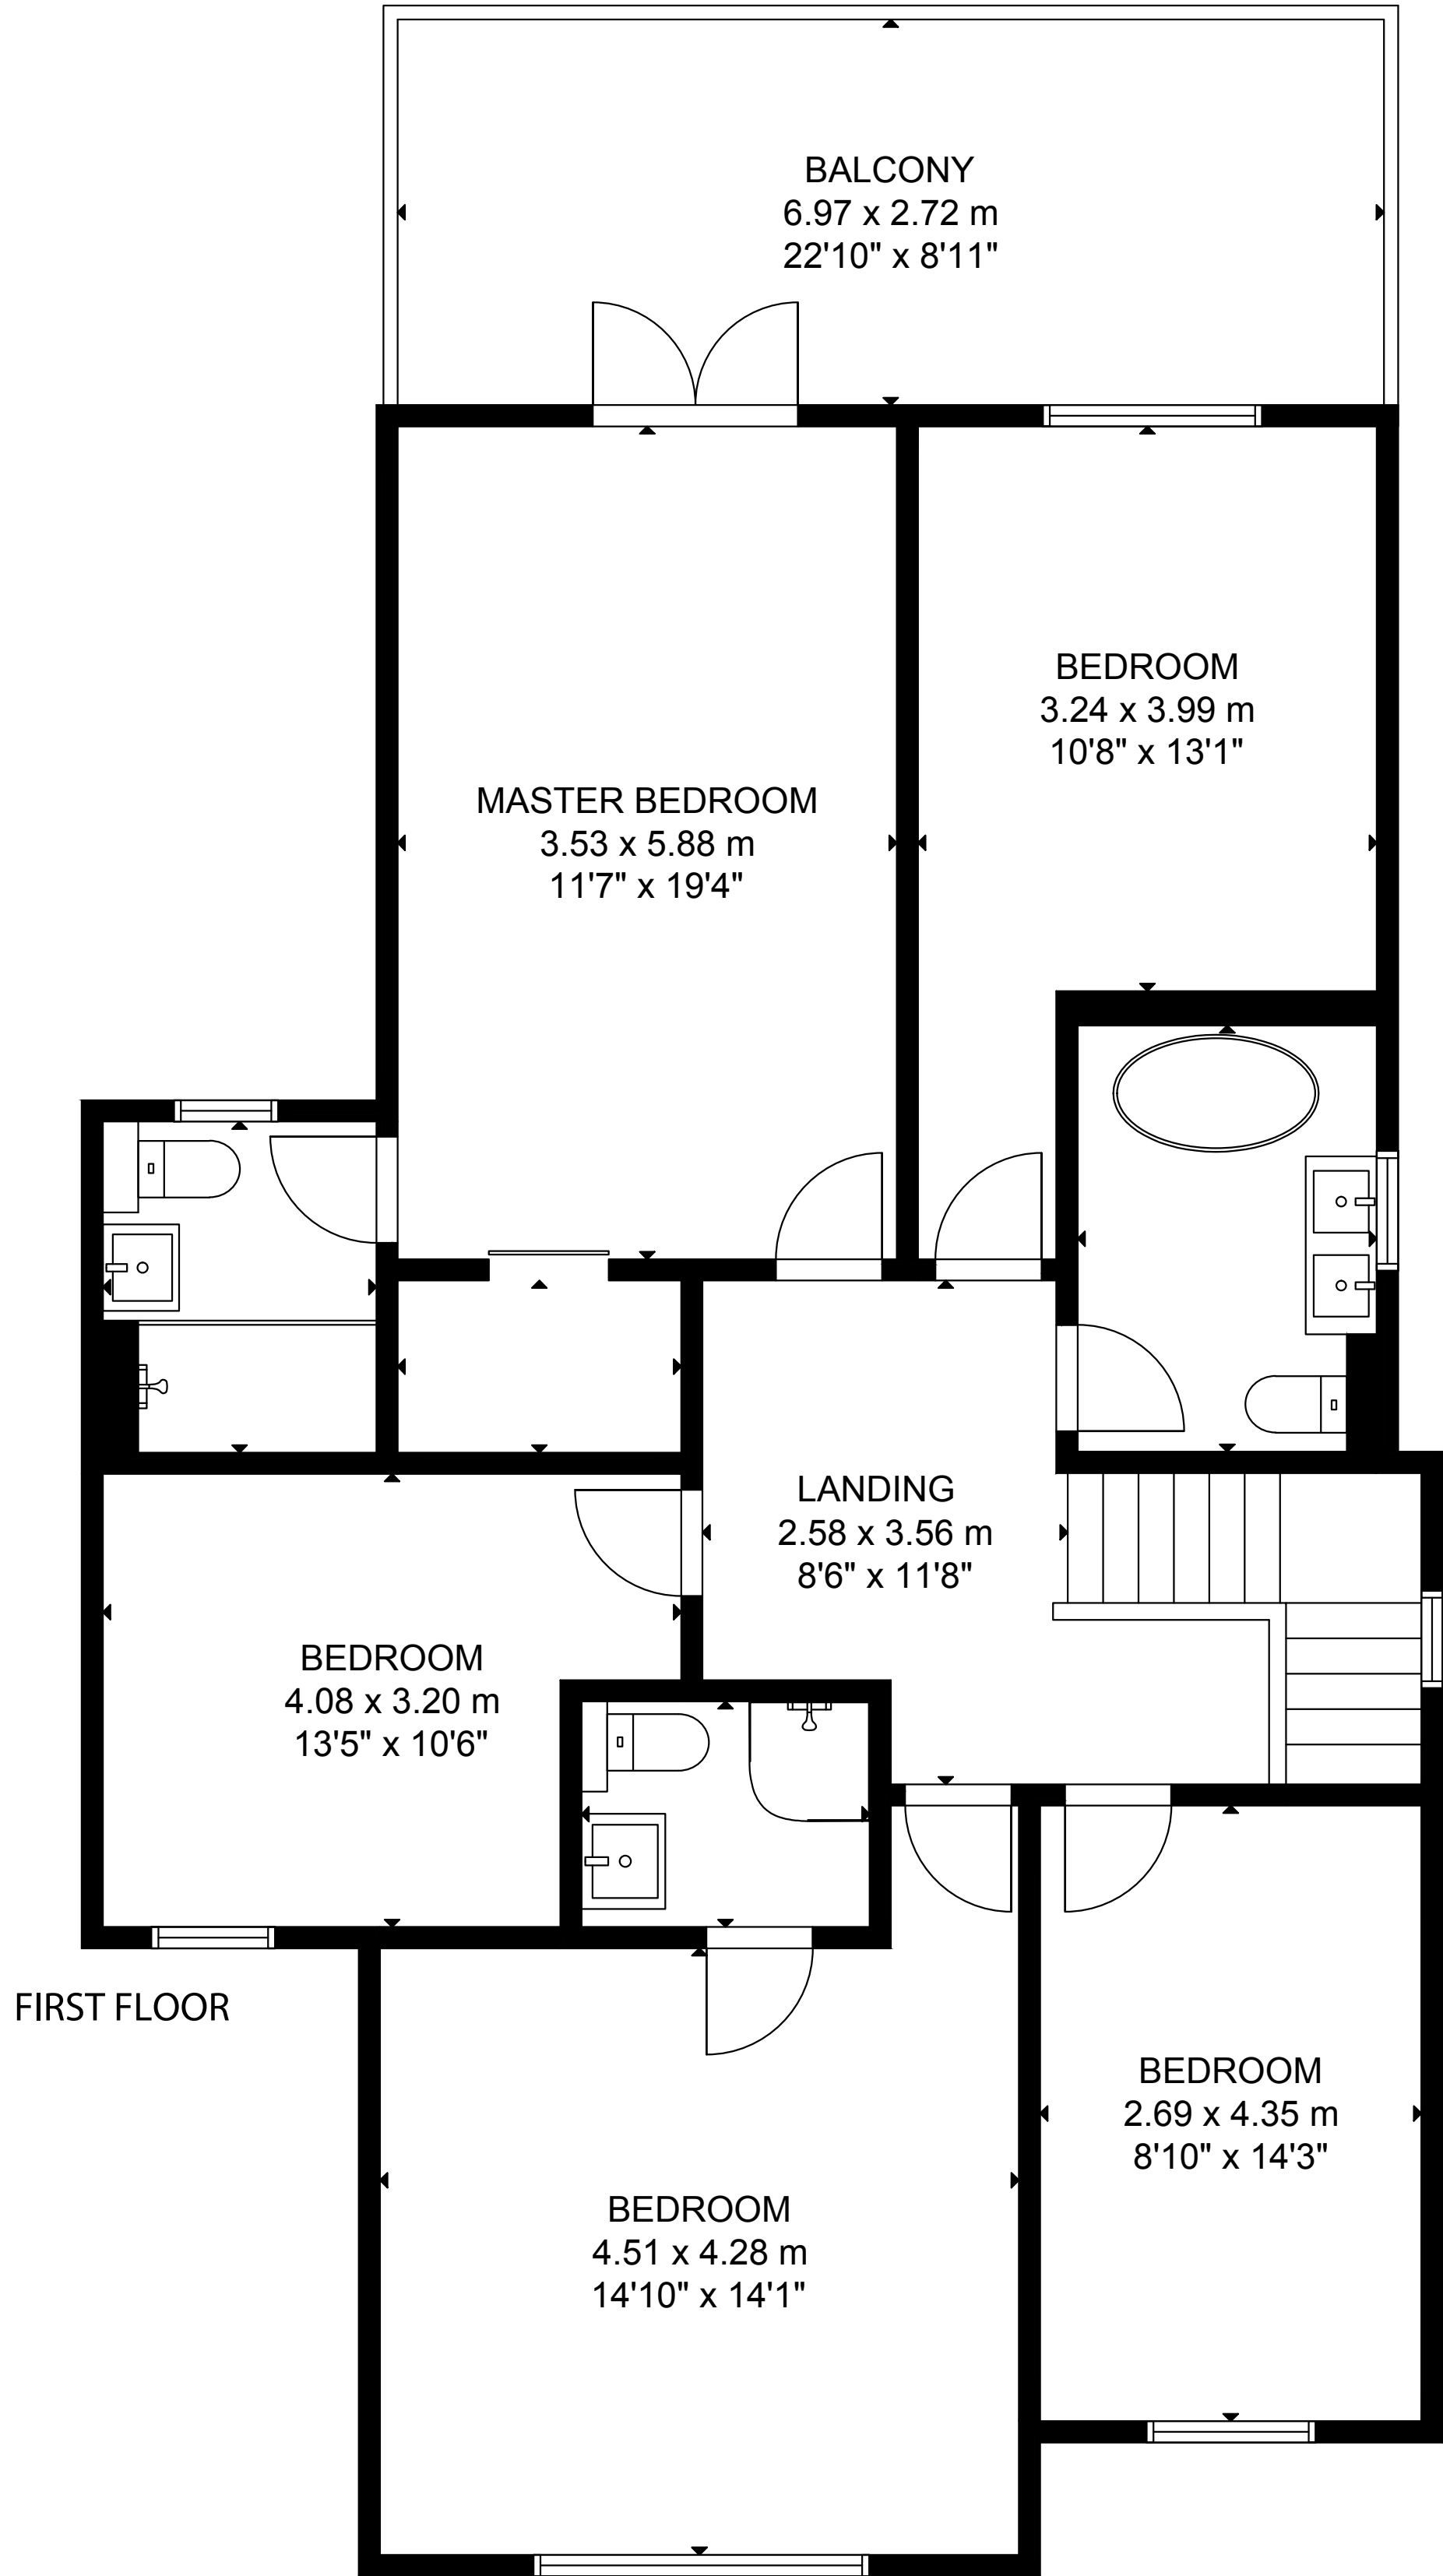 BALCONY
6.97 x 2.72 m
22'10" x 8'11"
BEDROOM
3.24 x 3.99 m
10'8" x 13'1"
MASTER BEDROOM
3.53 x 5.88 m
11'7" x 19'4"
LANDING
2.58 x 3.56 m
8'6" x 11'8"
BEDROOM
4.08 x 3.20 m
13'5" x 10'6"
FIRST FLOOR
BEDROOM
2.69 x 4.35 m
8'10" x 14'3"
BEDROOM
4.51 x 4.28 m
14'10" x 14'1"